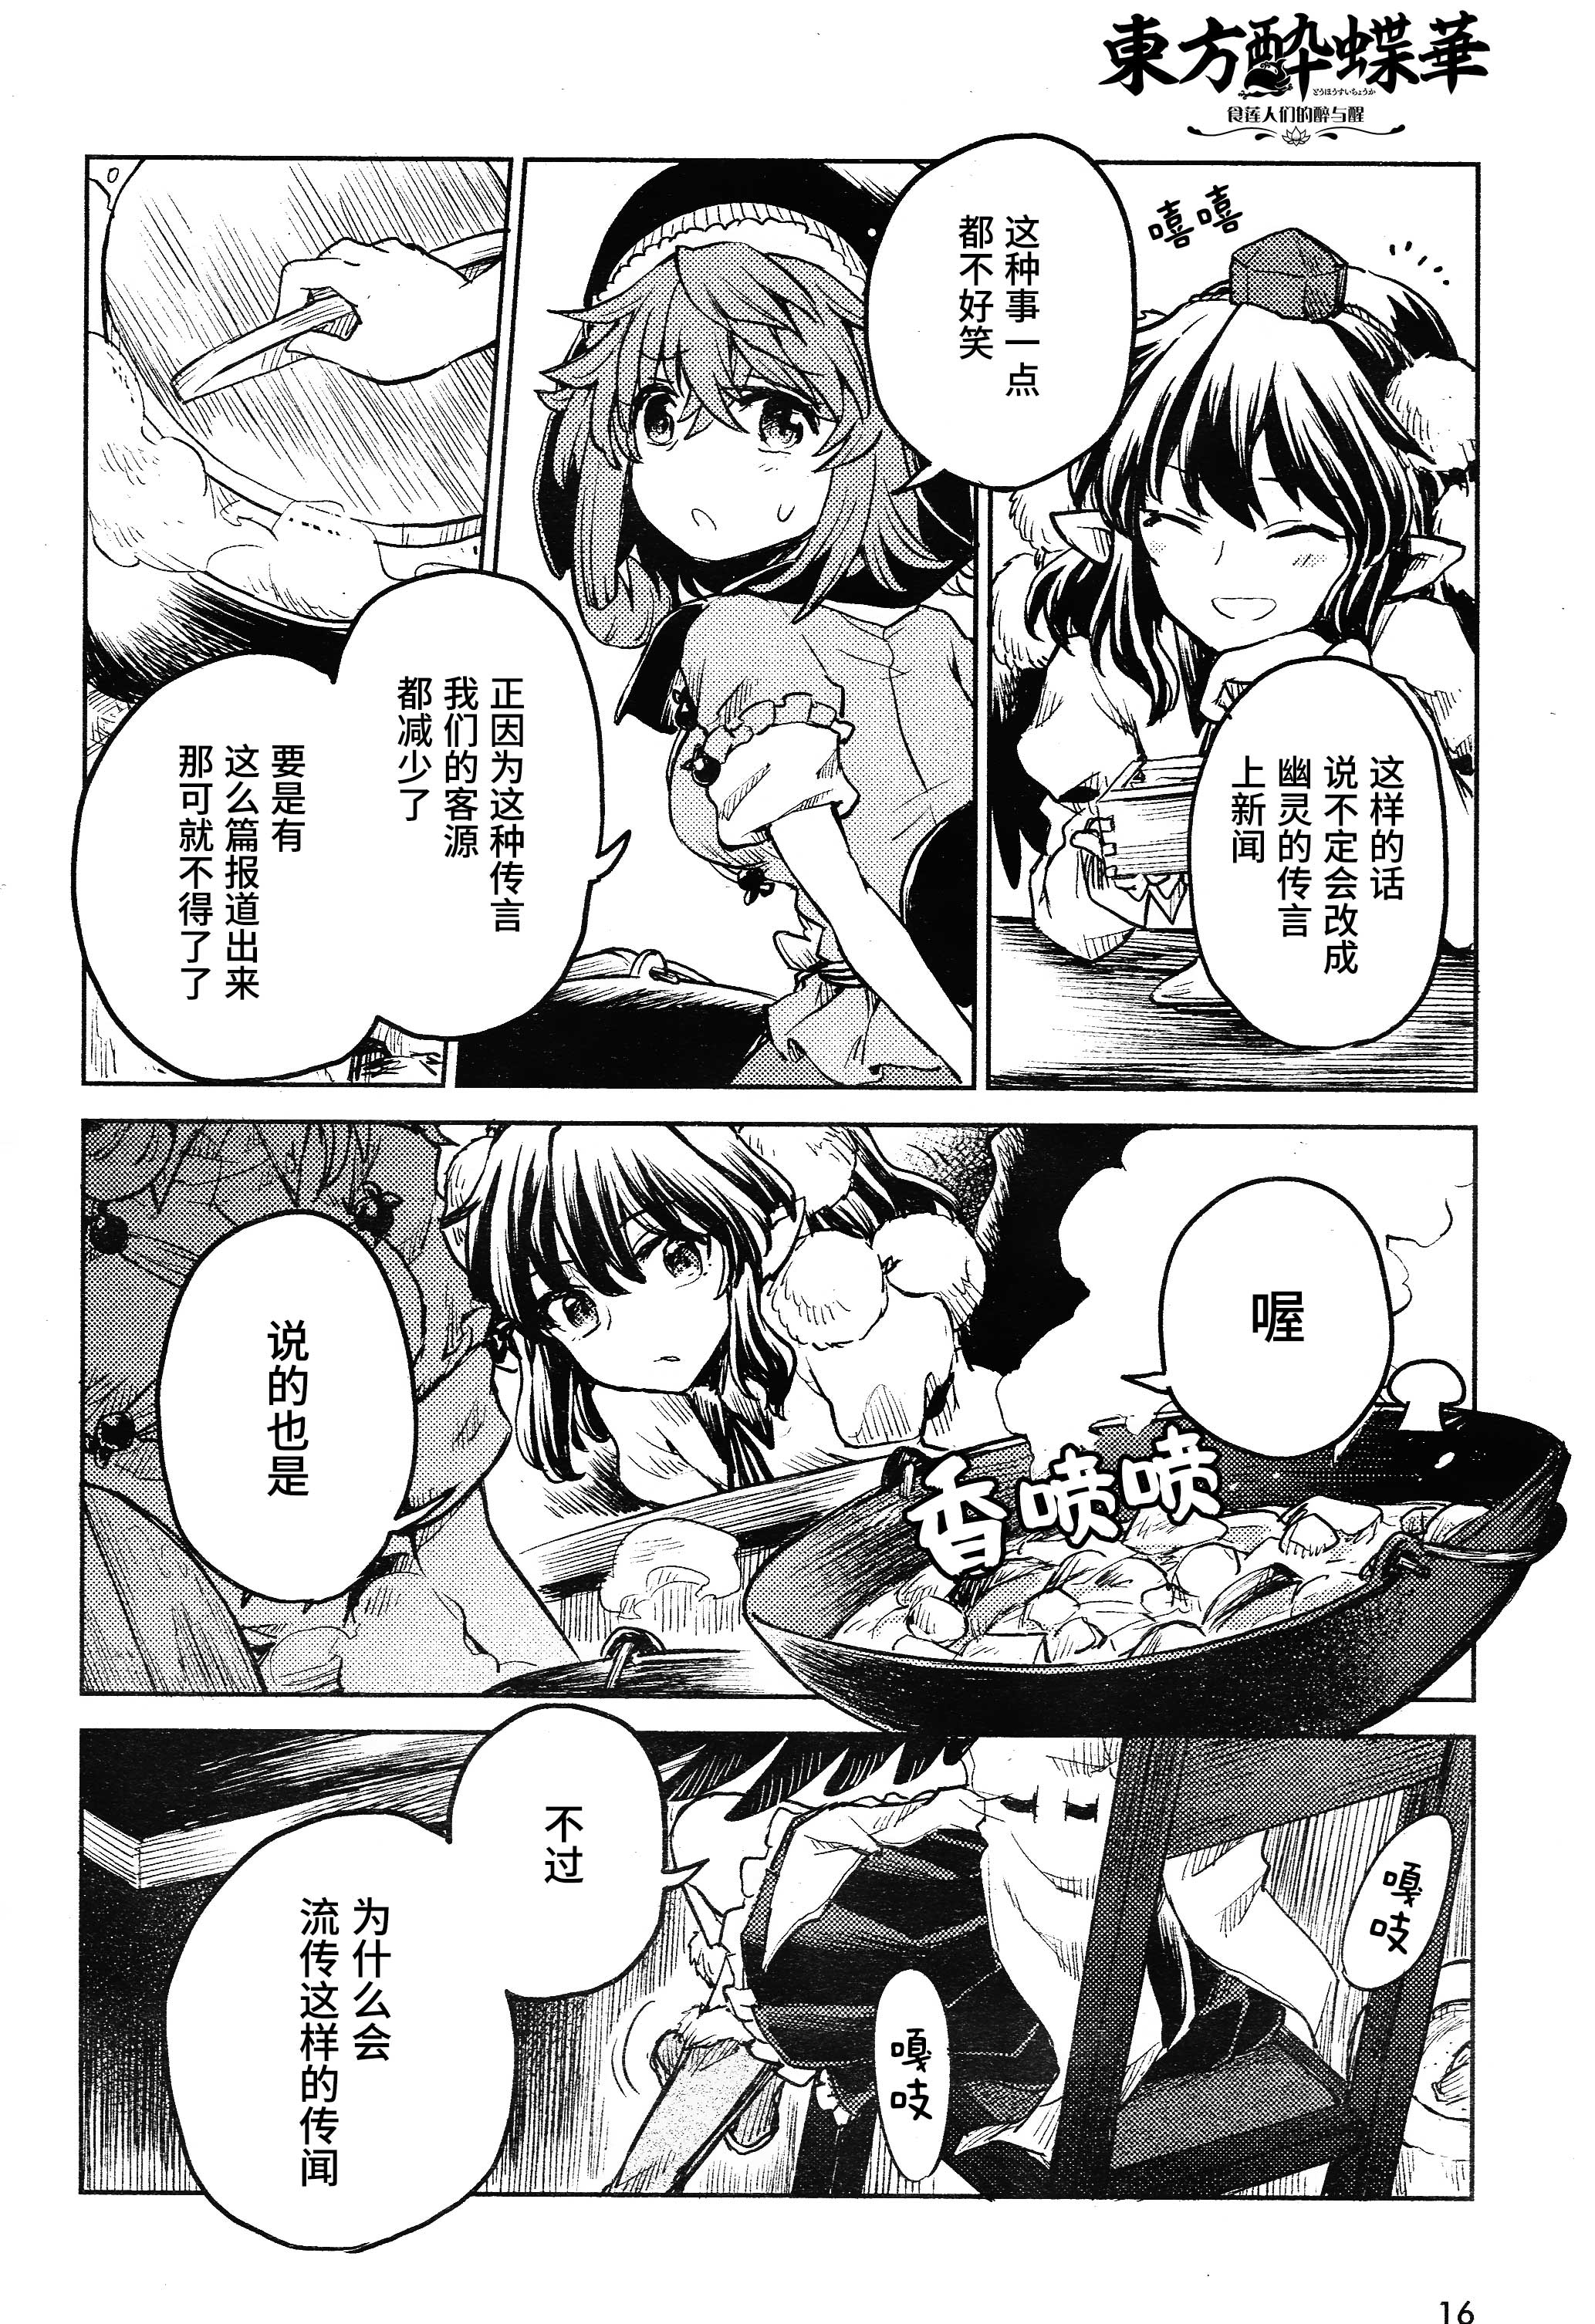 東方酔蝶華
とうほうすいちょうか
食莲人们的醉与醒
嘻嘻
这样的话
说不定会改成
幽灵的传言
上新闻
这种事一点
都不好笑
正因为这种传言
我们的客源
都减少了
要是有
这么篇报道出来
那可就不得了了
喔
香喷喷
说的也是
嘎吱
嘎吱
不过
为什么会
流传这样的传闻
16